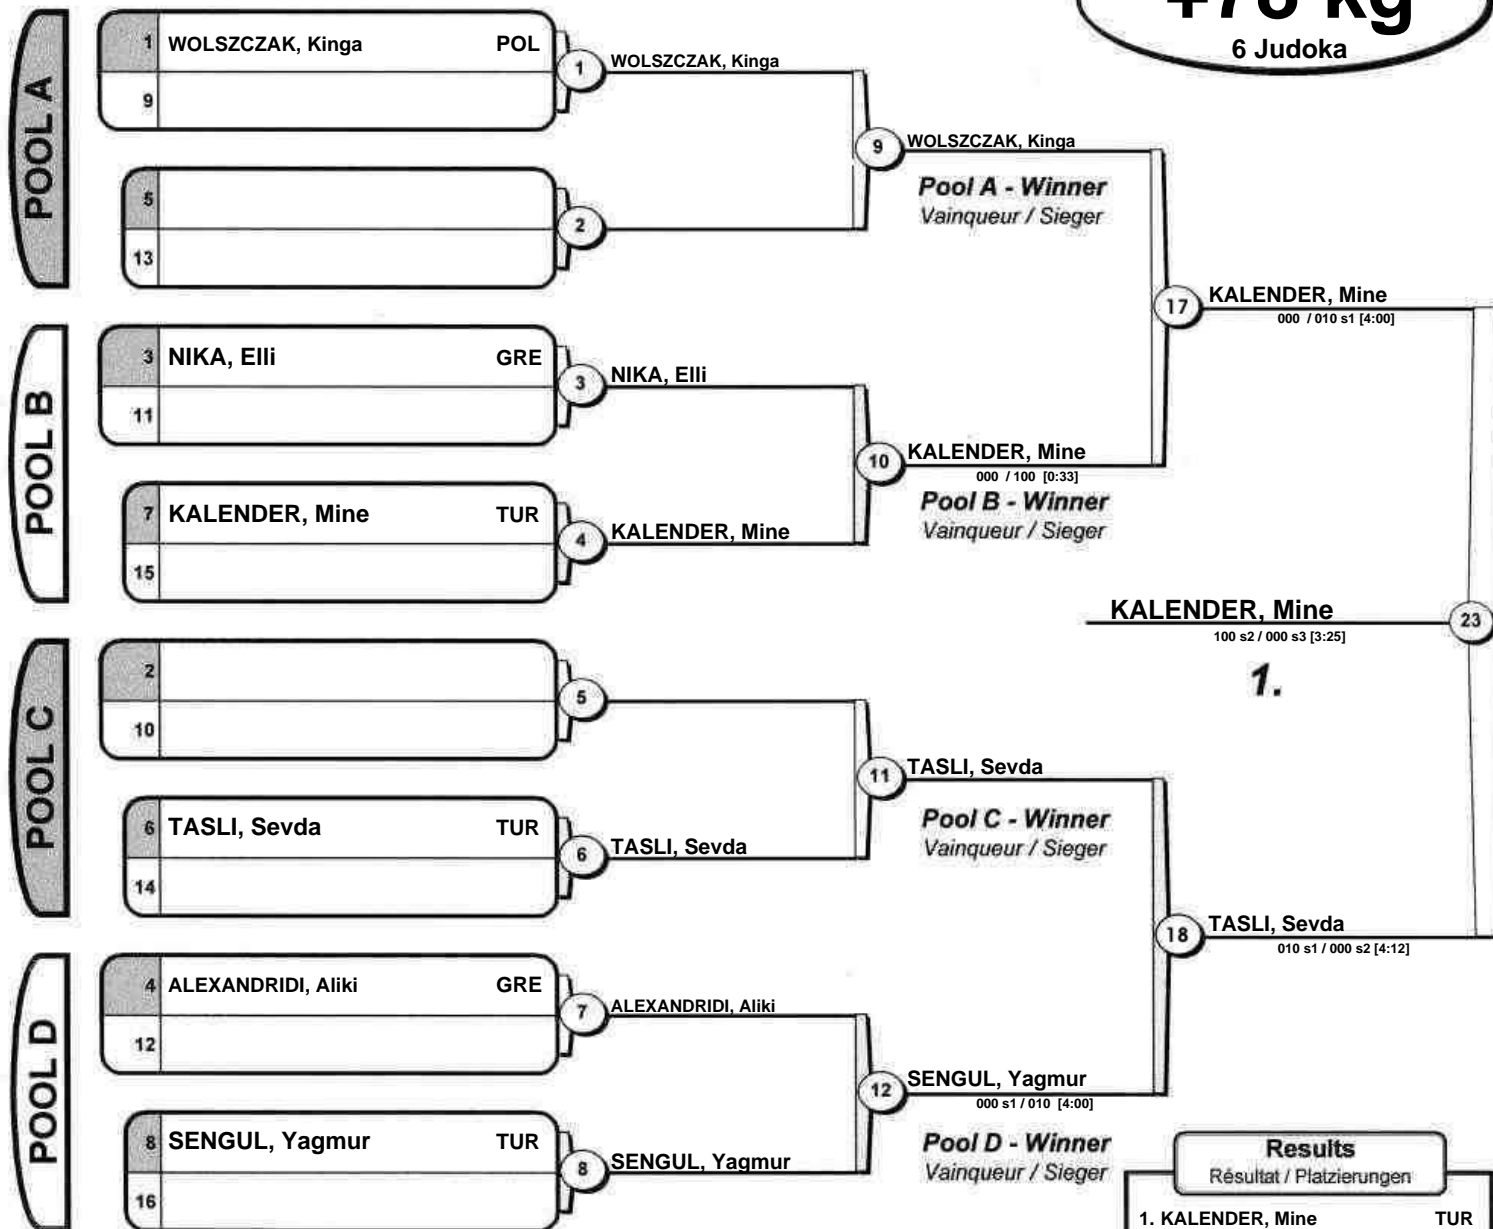 +78 kg
6 Judoka
POOL A
1 WOLSZCZAK, Kinga POL
9
1 WOLSZCZAK, Kinga
5
13
2
9 WOLSZCZAK, Kinga
Pool A - Winner
Vainqueur / Sieger
17 KALENDER, Mine
000 / 010 s1 [4:00]
POOL B
3 NIKA, Elli GRE
11
3 NIKA, Elli
7 KALENDER, Mine TUR
15
4 KALENDER, Mine
10 KALENDER, Mine
000 / 100 [0:33]
Pool B - Winner
Vainqueur / Sieger
KALENDER, Mine 23
100 s2 / 000 s3 [3:25]
1.
POOL C
2
10
5
6 TASLI, Sevda TUR
14
6 TASLI, Sevda
11 TASLI, Sevda
Pool C - Winner
Vainqueur / Sieger
18 TASLI, Sevda
010 s1 / 000 s2 [4:12]
POOL D
4 ALEXANDRIDI, Aliki GRE
12
7 ALEXANDRIDI, Aliki
8 SENGUL, Yagmur TUR
16
8 SENGUL, Yagmur
12 SENGUL, Yagmur
000 s1 / 010 [4:00]
Pool D - Winner
Vainqueur / Sieger
Results
Résultat / Platzierungen
1. KALENDER, Mine TUR